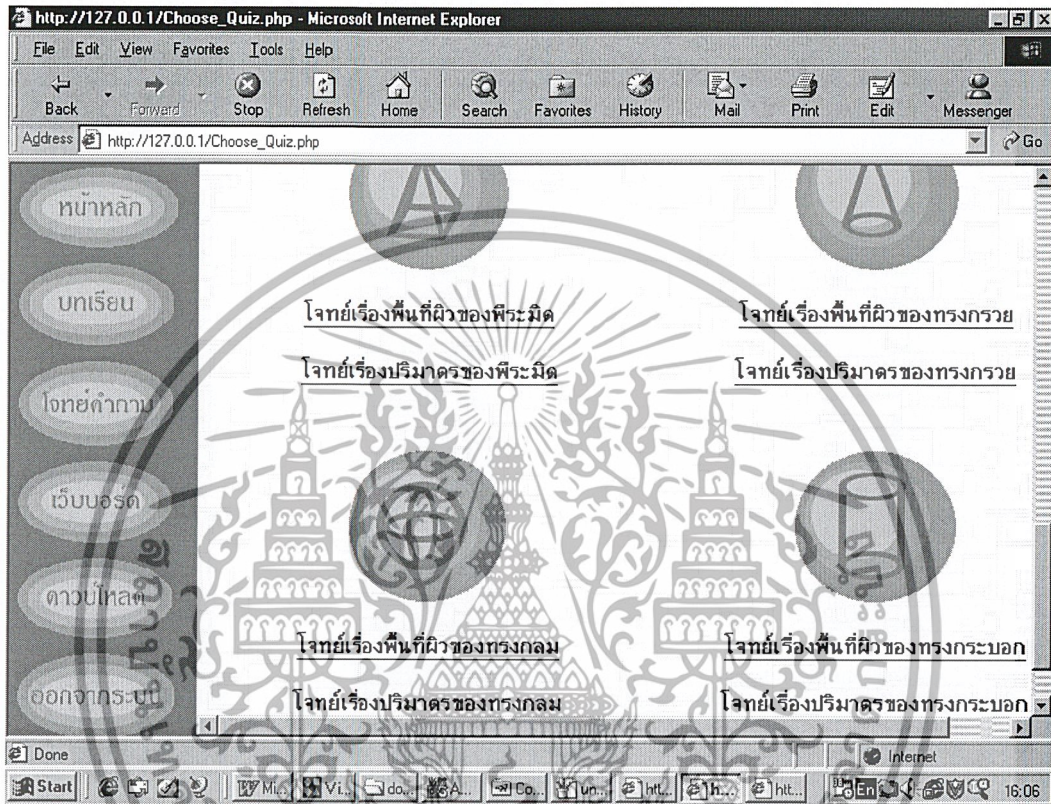 http://127.0.0.1/Choose_Quiz.php - Microsoft Internet Explorer
File Edit View Favorites Tools Help
Back Forward Stop Refresh Home Search Favorites History Mail Print Edit Messenger
Address http://127.0.0.1/Choose_Quiz.php Go
หน้าหลัก
บทเรียน
โจทย์คำถาม
เว็บบอร์ด
ดาวน์โหลด
ออกจากระบบ
โจทย์เรื่องพื้นที่ผิวของพีระมิด โจทย์เรื่องพื้นที่ผิวของทรงกรวย
โจทย์เรื่องปริมาตรของพีระมิด โจทย์เรื่องปริมาตรของทรงกรวย
โจทย์เรื่องพื้นที่ผิวของทรงกลม โจทย์เรื่องพื้นที่ผิวของทรงกระบอก
โจทย์เรื่องปริมาตรของทรงกลม โจทย์เรื่องปริมาตรของทรงกระบอก
Done Internet
Start Mi... Vi... do... A... Co... un... htt... h... htt... En 16:06